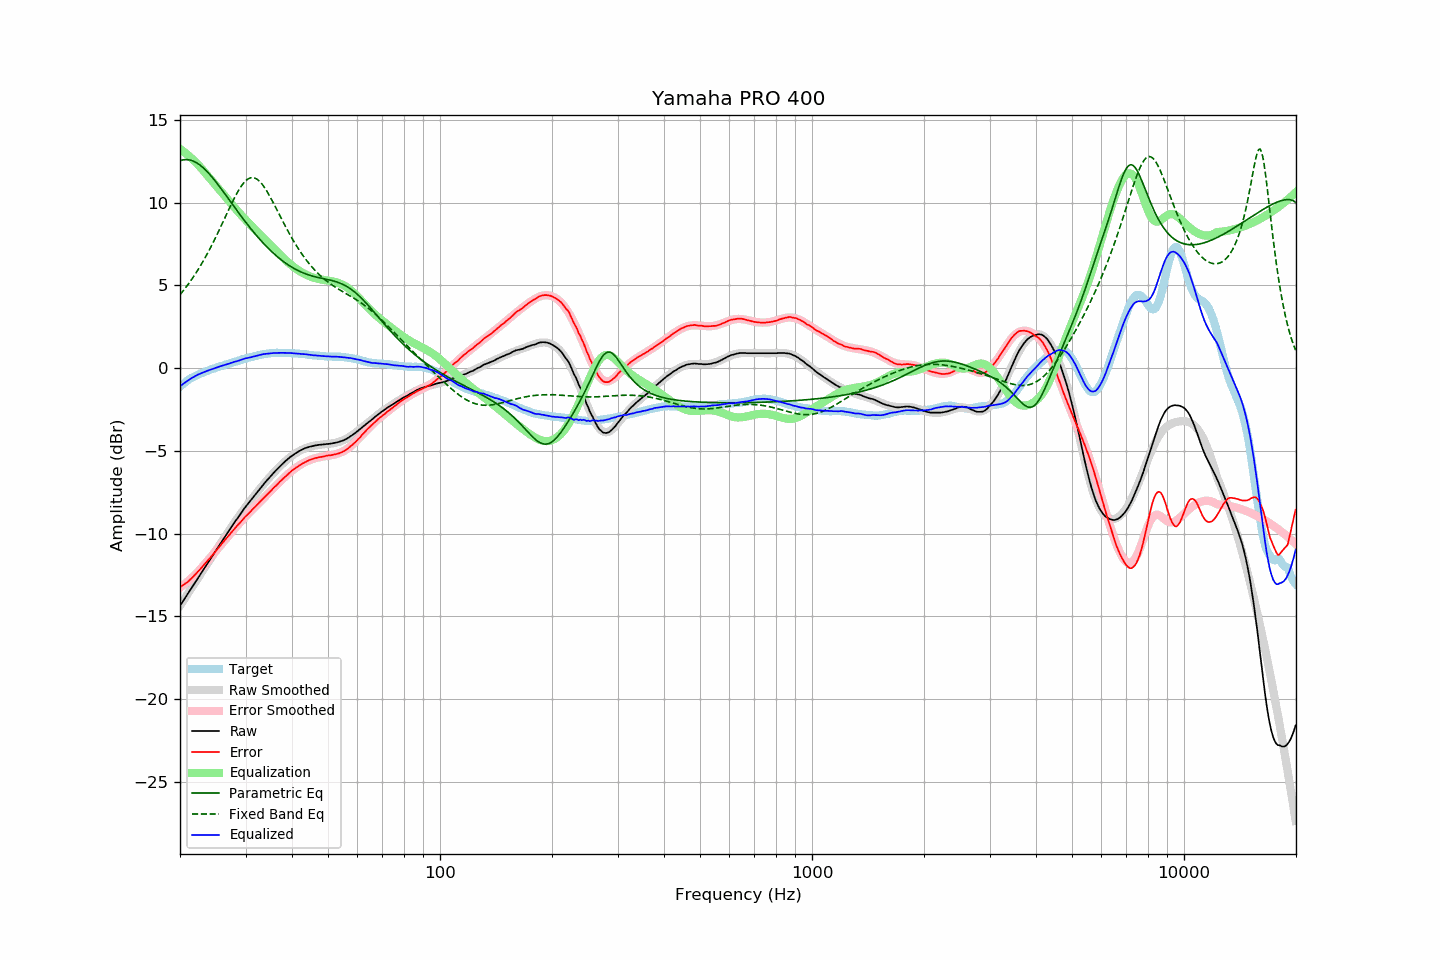 Yamaha PRO 400
15
10
5
0
−5
−10
−15
−20
−25
Amplitude (dBr)
Target
Raw Smoothed
Error Smoothed
Raw
Error
Equalization
Parametric Eq
Fixed Band Eq
Equalized
100
1000
10000
Frequency (Hz)